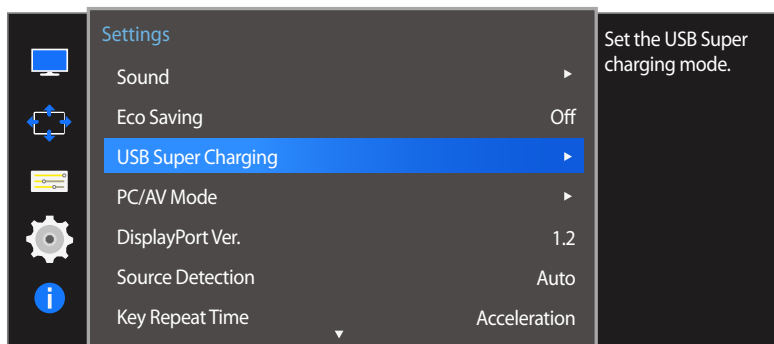 Settings
Sound
Eco Saving Off
USB Super Charging
PC/AV Mode
DisplayPort Ver. 1.2
Source Detection Auto
Key Repeat Time Acceleration
Set the USB Super
charging mode.